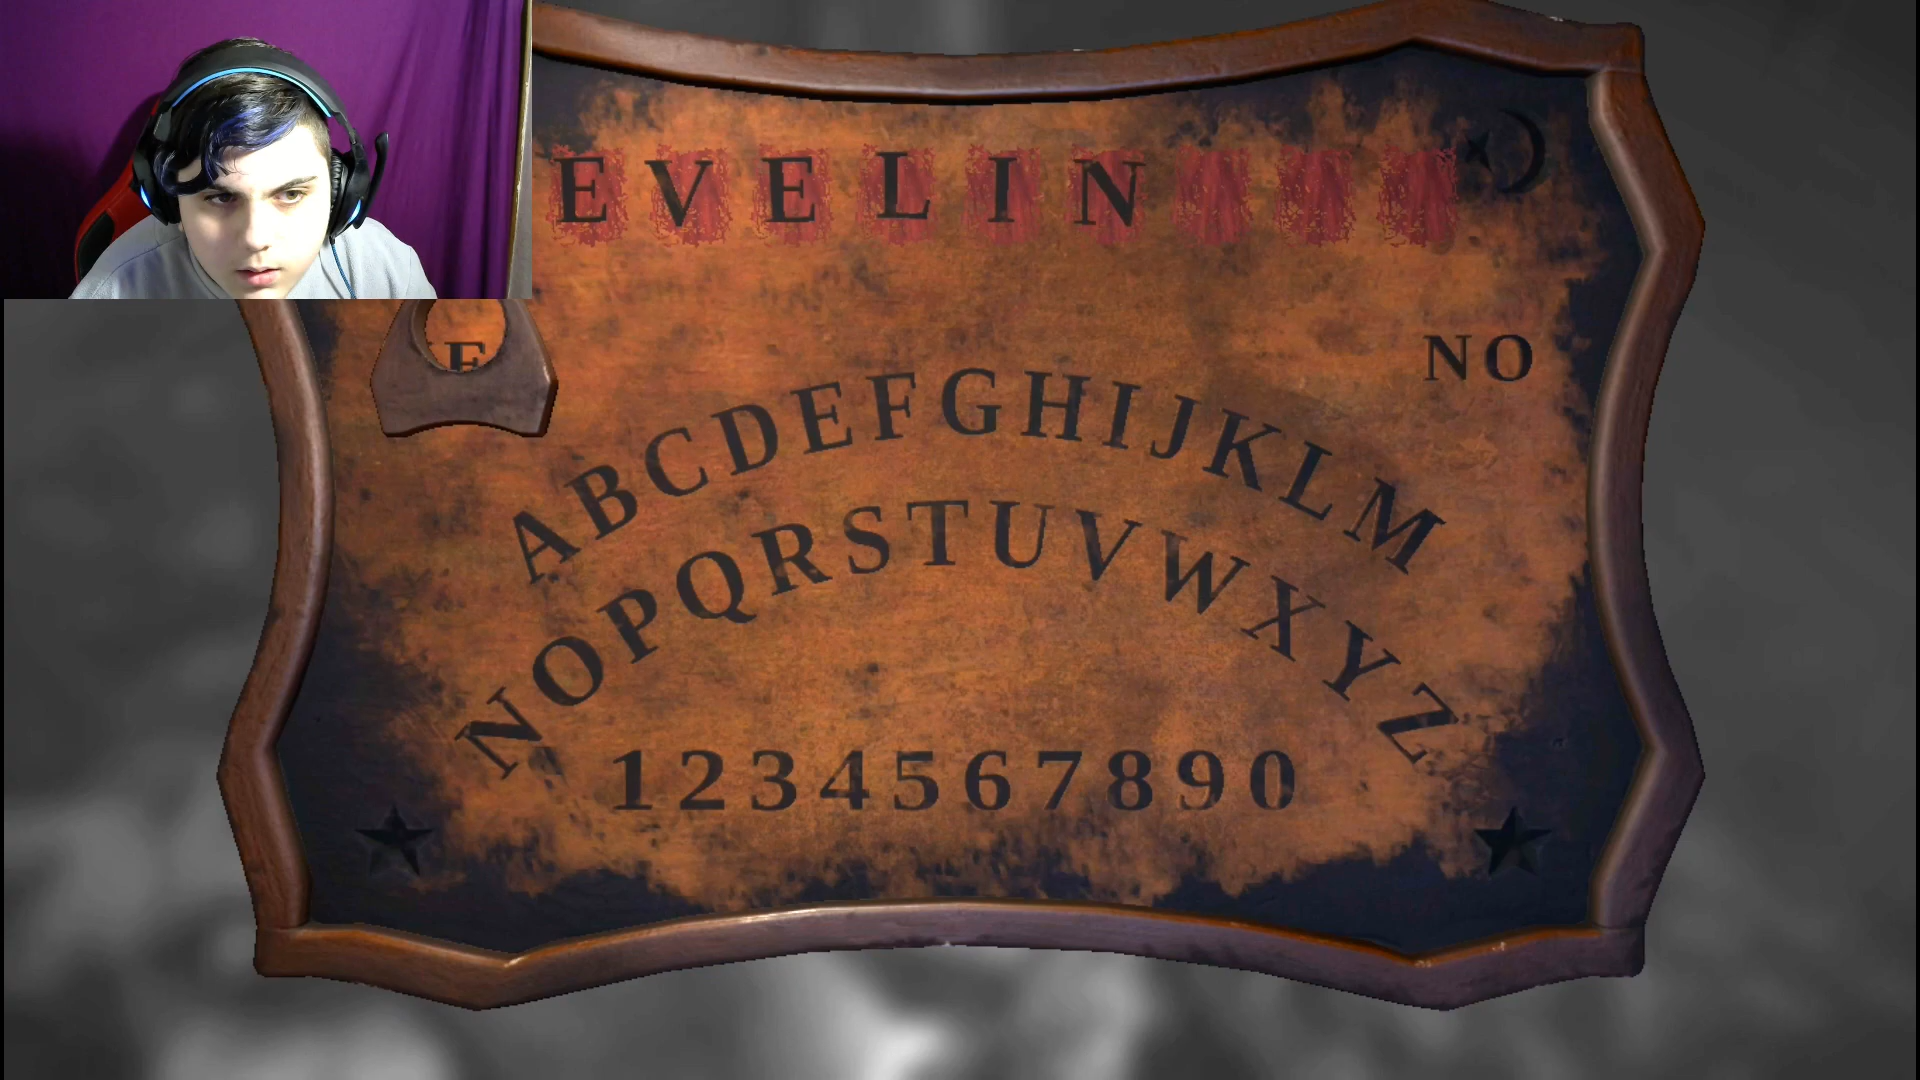 EVELIN
E
NO
ABCDEFGHIJKLM
NOPQRSTUVWXYZ
1234567890